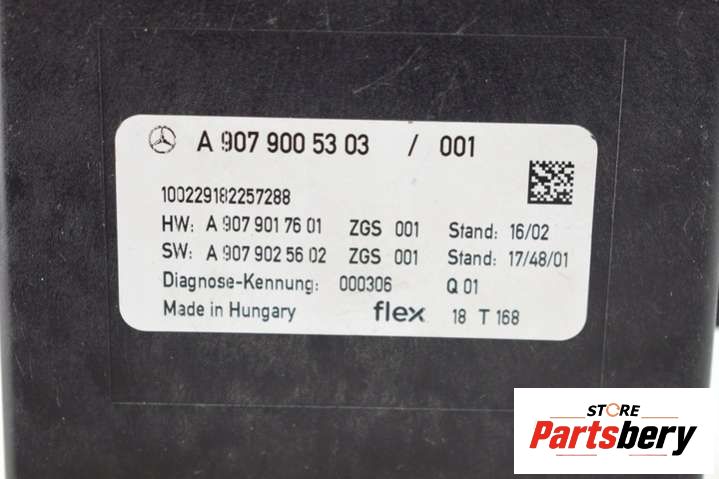 A 907 900 53 03 / 001
100229182257288
HW: A 907 901 76 01 ZGS 001 Stand: 16/02
SW: A 907 902 56 02 ZGS 001 Stand: 17/48/01
Diagnose-Kennung: 000306 Q 01
Made in Hungary flex 18 T 168
STORE
Partsbery